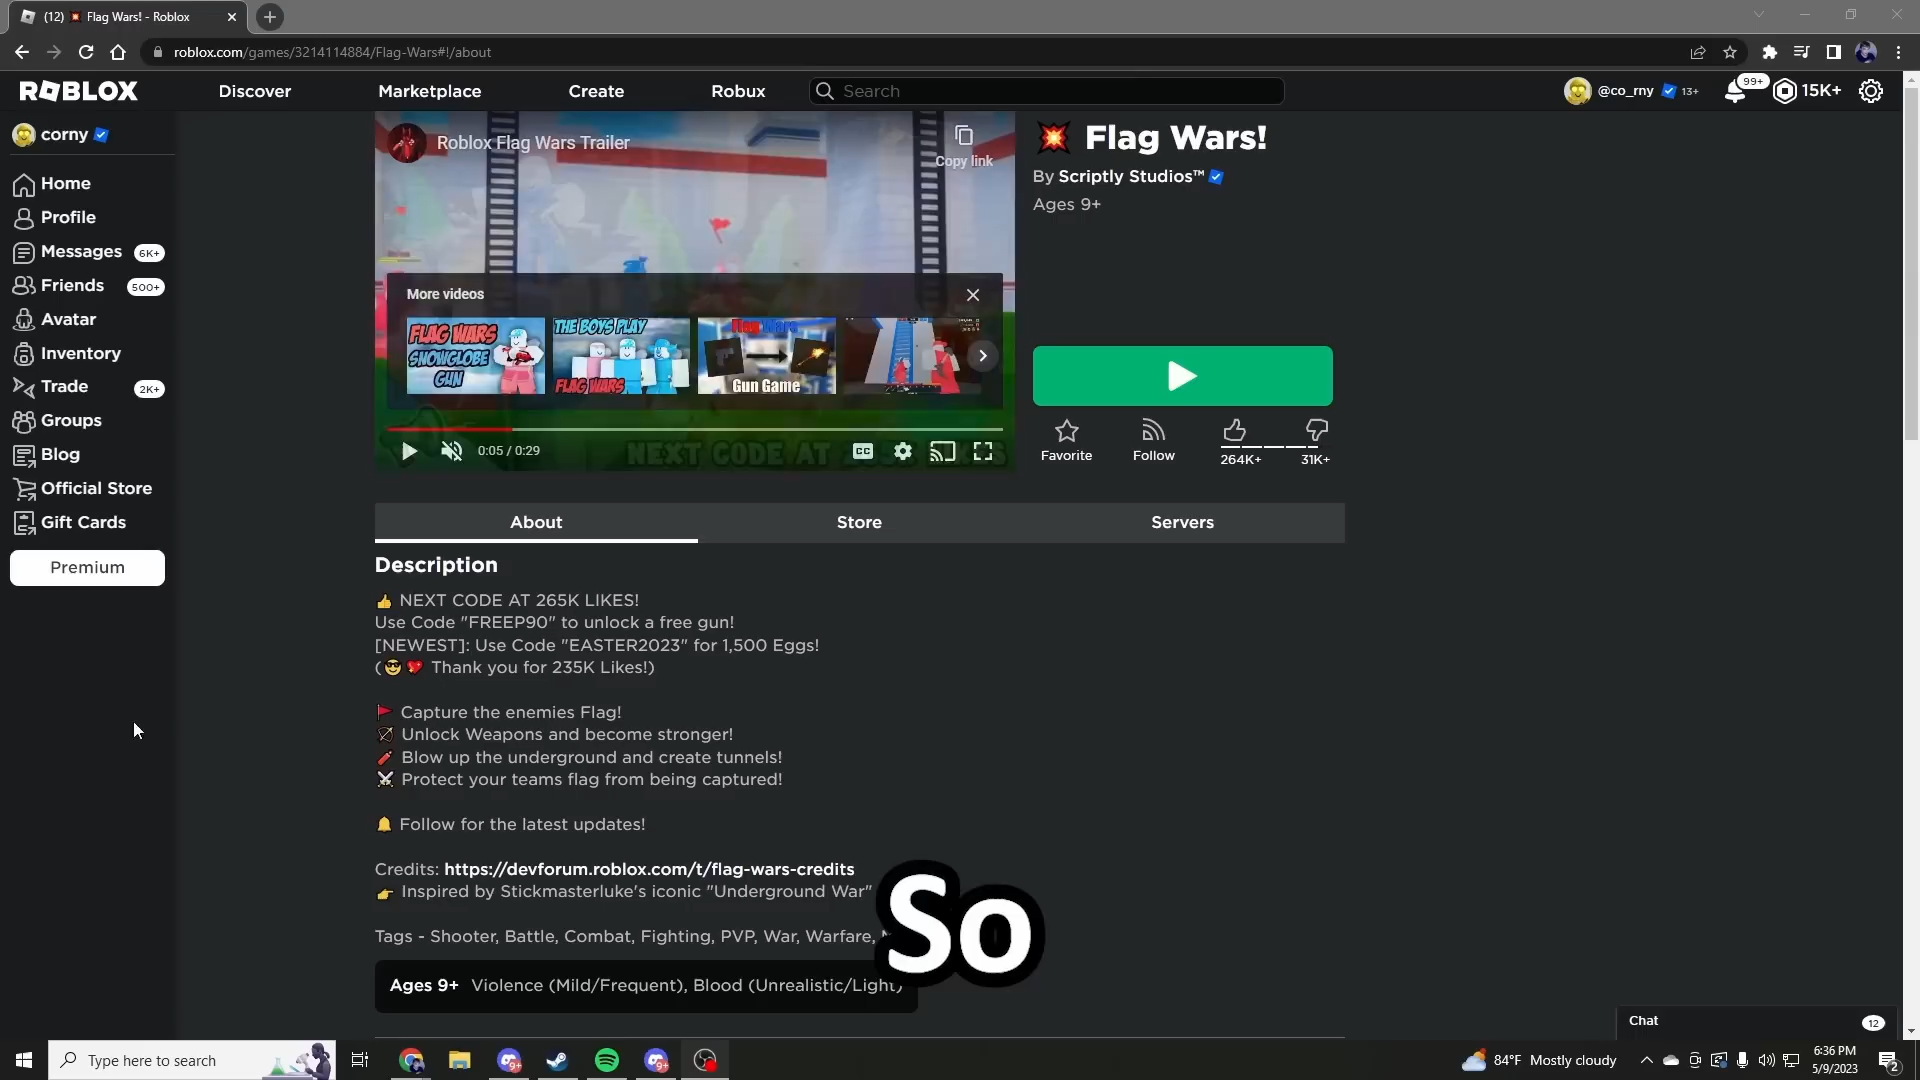 (12) 💥 Flag Wars! - Roblox
roblox.com/games/3214114884/Flag-Wars#!/about
ROBLOX
Discover
Marketplace
Create
Robux
Search
@co_rny
13+
99+
15K+
corny
Home
Profile
Messages 6K+
Friends 500+
Avatar
Inventory
Trade 2K+
Groups
Blog
Official Store
Gift Cards
Premium
Roblox Flag Wars Trailer
Copy link
More videos
FLAG WARS SNOWGLOBE GUN
THE BOYS PLAY FLAG WARS
Flag Wars
Gun Game
0:05 / 0:29
CC
NEXT CODE AT
💥 Flag Wars!
By Scriptly Studios™
Ages 9+
Favorite
Follow
264K+
31K+
About
Store
Servers
Description
👍 NEXT CODE AT 265K LIKES!
Use Code "FREEP90" to unlock a free gun!
[NEWEST]: Use Code "EASTER2023" for 1,500 Eggs!
(😎💖 Thank you for 235K Likes!)
🚩 Capture the enemies Flag!
🏹 Unlock Weapons and become stronger!
🧨 Blow up the underground and create tunnels!
⚔️ Protect your teams flag from being captured!
🔔 Follow for the latest updates!
Credits: https://devforum.roblox.com/t/flag-wars-credits
👉 Inspired by Stickmasterluke's iconic "Underground War"
Tags - Shooter, Battle, Combat, Fighting, PVP, War, Warfare,
So
Ages 9+ Violence (Mild/Frequent), Blood (Unrealistic/Light)
Chat 12
Type here to search
9+
9+
84°F Mostly cloudy
6:36 PM
5/9/2023
2